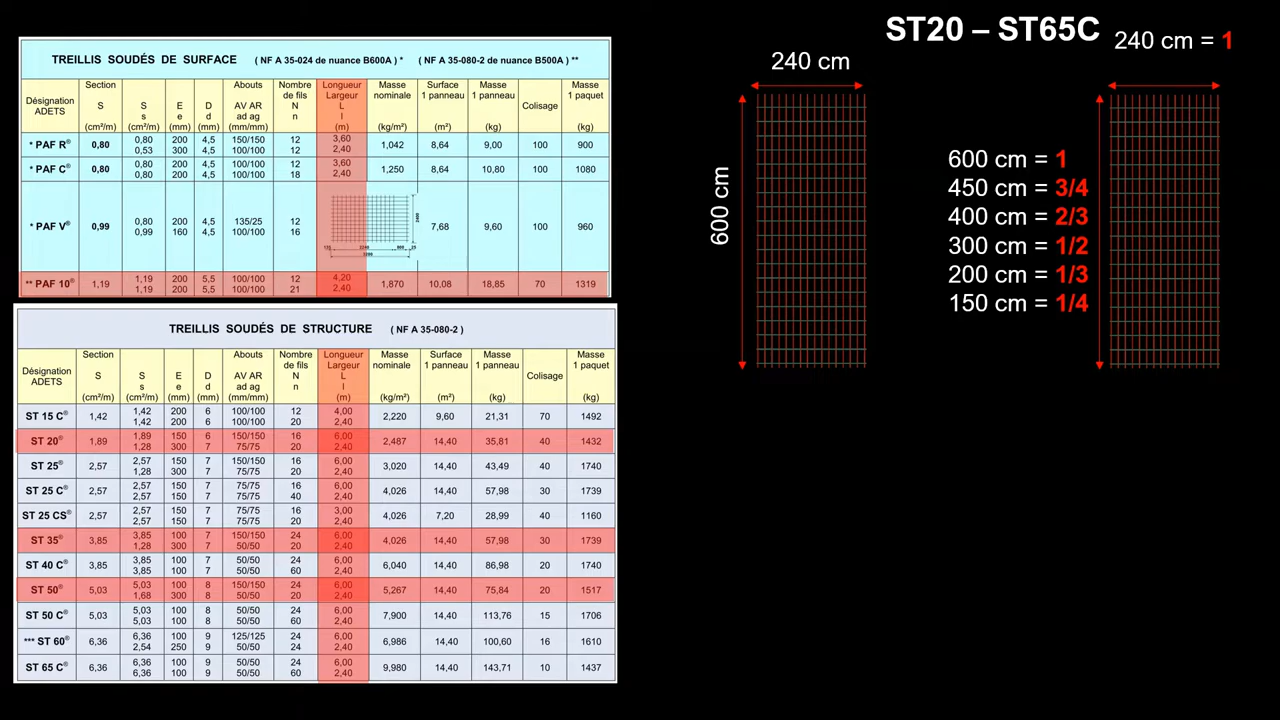 ST20 – ST65C
240 cm
240 cm = 1
600 cm
600 cm = 1
450 cm = 3/4
400 cm = 2/3
300 cm = 1/2
200 cm = 1/3
150 cm = 1/4
TREILLIS SOUDÉS DE SURFACE ( NF A 35-024 de nuance B600A ) * ( NF A 35-080-2 de nuance B500A ) **
Désignation ADETS | Section S (cm²/m) | S s (cm²/m) | E e (mm) | D d (mm) | Abouts AV AR ad ag (mm/mm) | Nombre de fils N n | Longueur Largeur L l (m) | Masse nominale (kg/m²) | Surface 1 panneau (m²) | Masse 1 panneau (kg) | Colisage | Masse 1 paquet (kg)
* PAF R® 0,80 0,80 0,53 200 300 4,5 4,5 150/150 100/100 12 12 3,60 2,40 1,042 8,64 9,00 100 900
* PAF C® 0,80 0,80 0,80 200 200 4,5 4,5 100/100 100/100 12 18 3,60 2,40 1,250 8,64 10,80 100 1080
* PAF V® 0,99 0,80 0,99 200 160 4,5 4,5 135/25 100/100 12 16 7,68 9,60 100 960
** PAF 10® 1,19 1,19 1,19 200 200 5,5 5,5 100/100 100/100 12 21 4,20 2,40 1,870 10,08 18,85 70 1319
TREILLIS SOUDÉS DE STRUCTURE ( NF A 35-080-2 )
Désignation ADETS | Section S (cm²/m) | S s (cm²/m) | E e (mm) | D d (mm) | Abouts AV AR ad ag (mm/mm) | Nombre de fils N n | Longueur Largeur L l (m) | Masse nominale (kg/m²) | Surface 1 panneau (m²) | Masse 1 panneau (kg) | Colisage | Masse 1 paquet (kg)
ST 15 C® 1,42 1,42 1,42 200 200 6 6 100/100 100/100 12 20 4,00 2,40 2,220 9,60 21,31 70 1492
ST 20® 1,89 1,89 1,28 150 300 6 7 150/150 75/75 16 20 6,00 2,40 2,487 14,40 35,81 40 1432
ST 25® 2,57 2,57 1,28 150 300 7 7 150/150 75/75 16 20 6,00 2,40 3,020 14,40 43,49 40 1740
ST 25 C® 2,57 2,57 2,57 150 150 7 7 75/75 75/75 16 40 6,00 2,40 4,026 14,40 57,98 30 1739
ST 25 CS® 2,57 2,57 2,57 150 150 7 7 75/75 75/75 16 20 3,00 2,40 4,026 7,20 28,99 40 1160
ST 35® 3,85 3,85 1,28 100 300 7 7 150/150 50/50 24 20 6,00 2,40 4,026 14,40 57,98 30 1739
ST 40 C® 3,85 3,85 3,85 100 100 7 7 50/50 50/50 24 60 6,00 2,40 6,040 14,40 86,98 20 1740
ST 50® 5,03 5,03 1,68 100 300 8 8 150/150 50/50 24 20 6,00 2,40 5,267 14,40 75,84 20 1517
ST 50 C® 5,03 5,03 5,03 100 100 8 8 50/50 50/50 24 60 6,00 2,40 7,900 14,40 113,76 15 1706
*** ST 60® 6,36 6,36 2,54 100 250 9 9 125/125 50/50 24 24 6,00 2,40 6,986 14,40 100,60 16 1610
ST 65 C® 6,36 6,36 6,36 100 100 9 9 50/50 50/50 24 60 6,00 2,40 9,980 14,40 143,71 10 1437